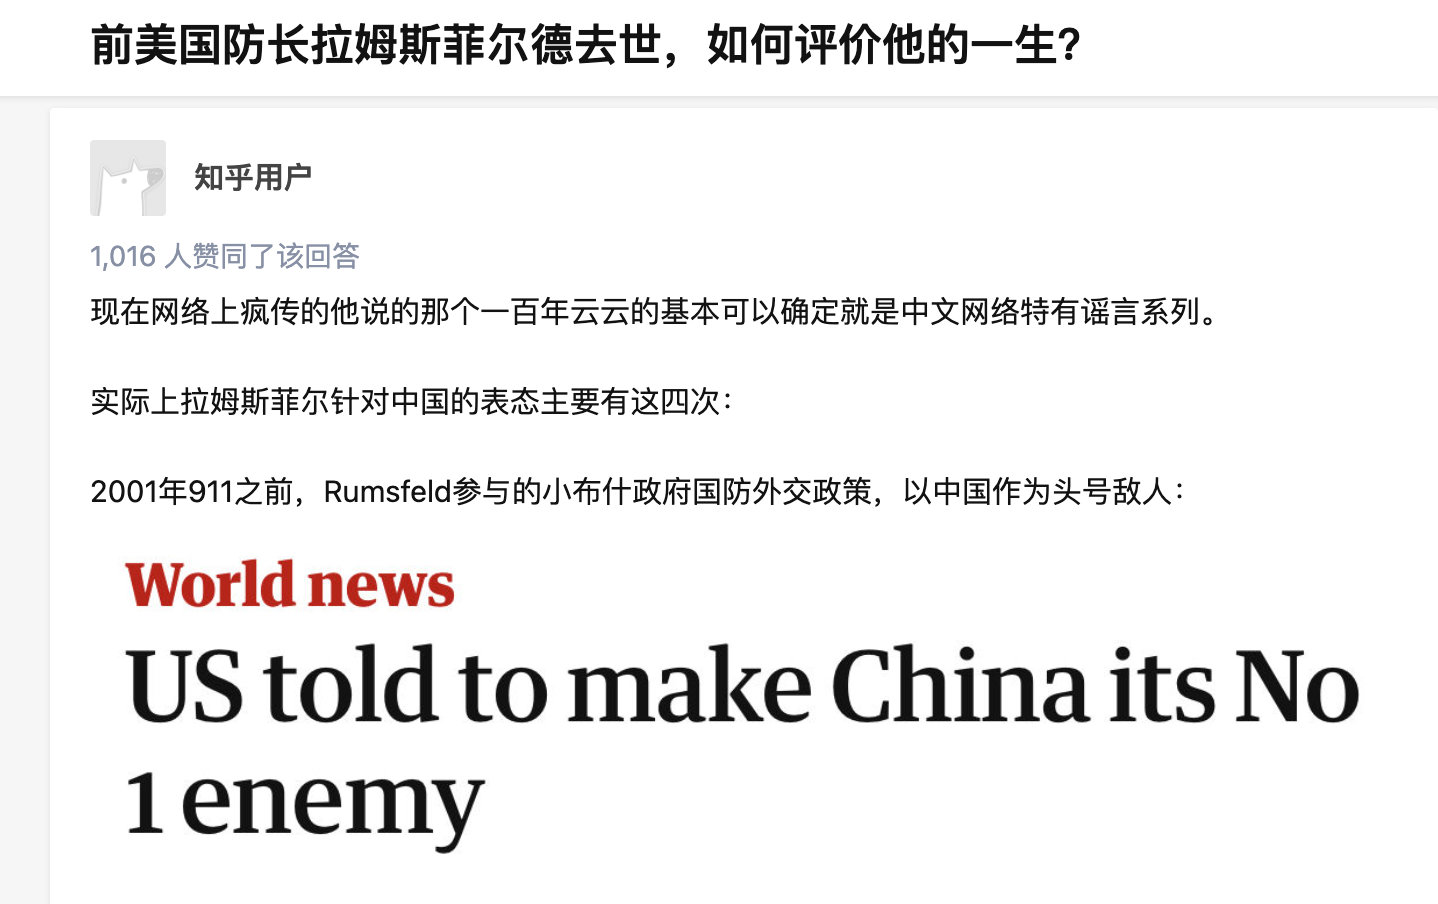 前美国防长拉姆斯菲尔德去世，如何评价他的一生？
知乎用户
1,016 人赞同了该回答
现在网络上疯传的他说的那个一百年云云的基本可以确定就是中文网络特有谣言系列。
实际上拉姆斯菲尔针对中国的表态主要有这四次：
2001年911之前，Rumsfeld参与的小布什政府国防外交政策，以中国作为头号敌人：
World news
US told to make China its No
1 enemy